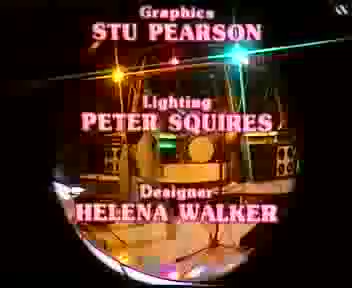 Graphics
STU PEARSON
Lighting
PETER SQUIRES
Designer
HELENA WALKER